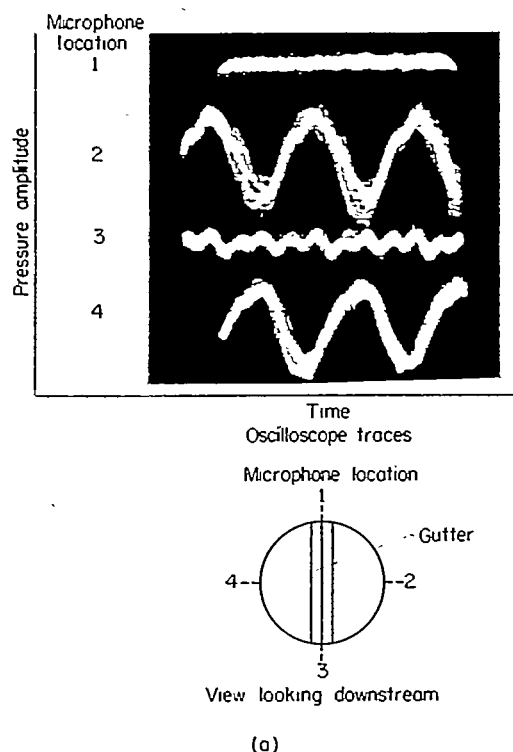 Microphone
location
1
2
3
4
Pressure amplitude
Time
Oscilloscope traces
Microphone location
1
Gutter
4
2
3
View looking downstream
(a)